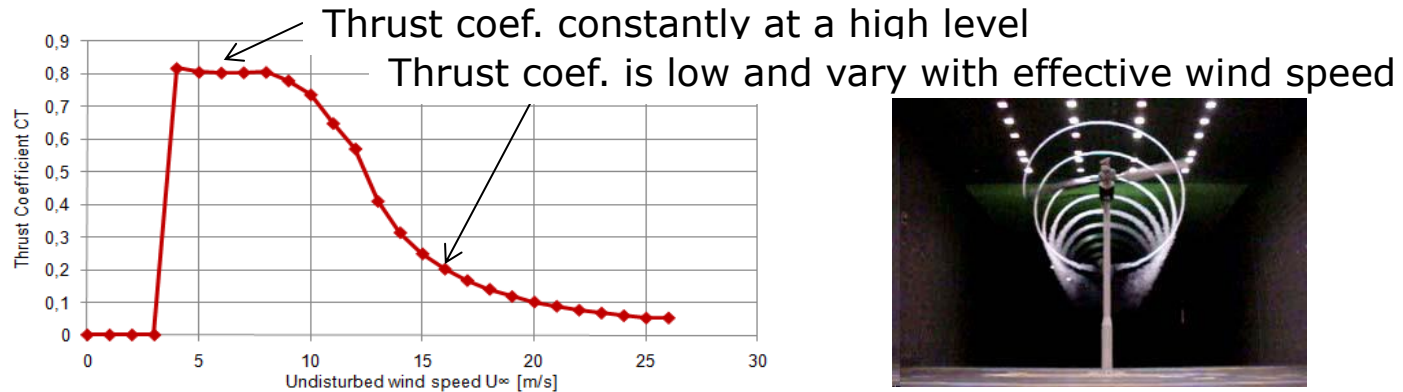 Thrust coef. constantly at a high level
Thrust coef. is low and vary with effective wind speed
0,9
0,8
0,7
0,6
0,5
0,4
0,3
0,2
0,1
0
Thrust Coefficient CT
0 5 10 15 20 25 30
Undisturbed wind speed U∞ [m/s]